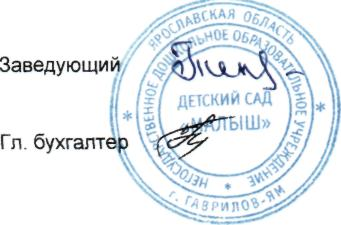 Заведующий
Гл. бухгалтер
ЯРОСЛАВСКАЯ ОБЛАСТЬ
Г. ГАВРИЛОВ-ЯМ
НЕГОСУДАРСТВЕННОЕ ДОШКОЛЬНОЕ ОБРАЗОВАТЕЛЬНОЕ УЧРЕЖДЕНИЕ
ДЕТСКИЙ САД
«МАЛЫШ»